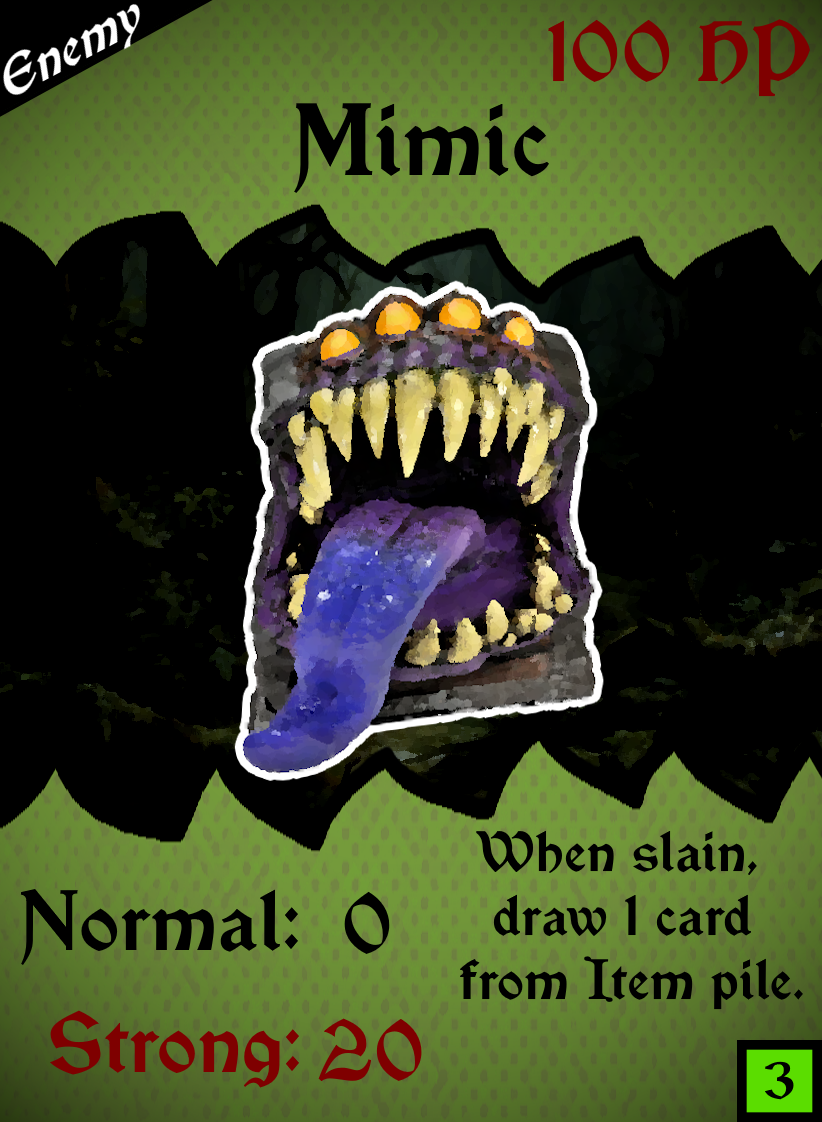 Enemy
100 HP
Mimic
When slain,
draw 1 card
from Item pile.
Normal: 0
Strong: 20
3